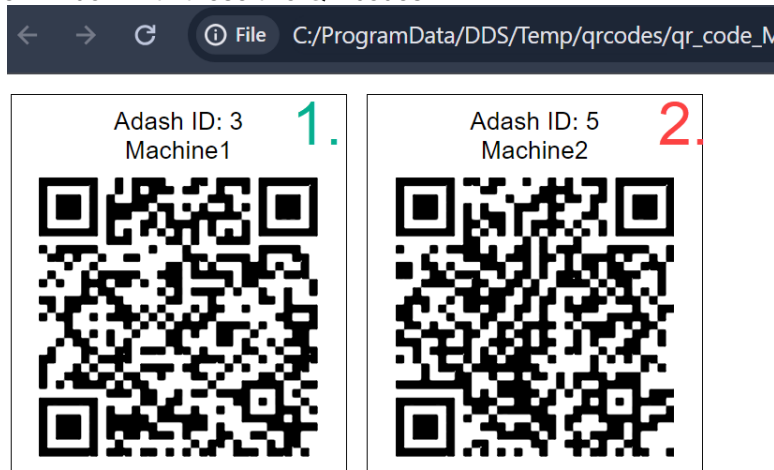 File C:/ProgramData/DDS/Temp/qrcodes/qr_code_M
Adash ID: 3
Machine1
1.
Adash ID: 5
Machine2
2.